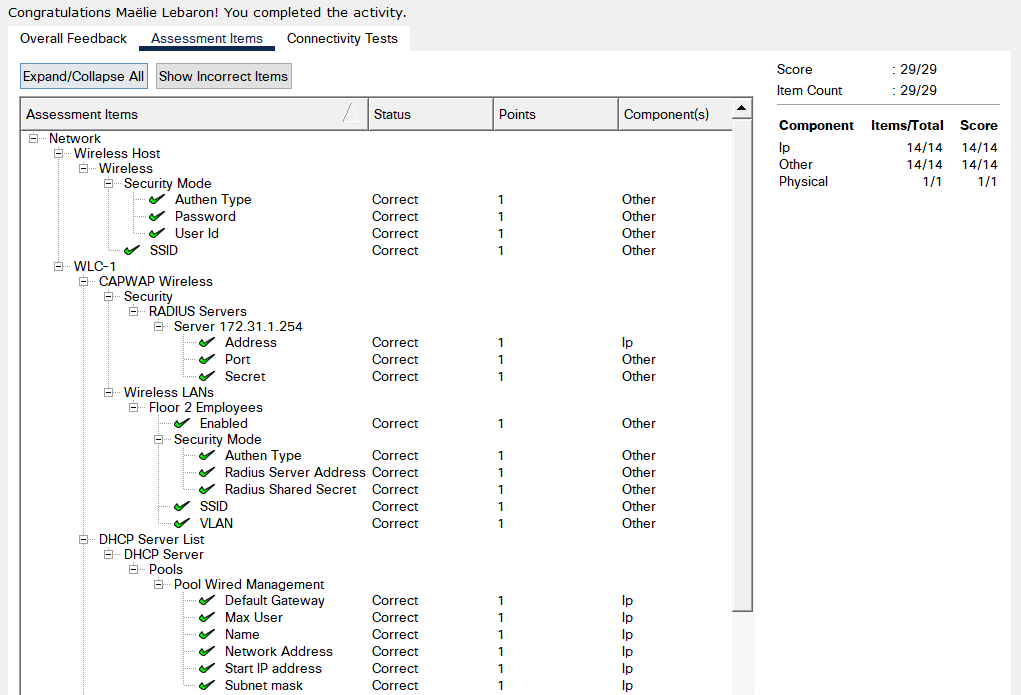 Congratulations Maëlie Lebaron! You completed the activity.
Overall Feedback Assessment Items Connectivity Tests
Expand/Collapse All Show Incorrect Items
Score : 29/29
Item Count : 29/29
Component Items/Total Score
Ip 14/14 14/14
Other 14/14 14/14
Physical 1/1 1/1
Assessment Items Status Points Component(s)
Network
Wireless Host
Wireless
Security Mode
Authen Type Correct 1 Other
Password Correct 1 Other
User Id Correct 1 Other
SSID Correct 1 Other
WLC-1
CAPWAP Wireless
Security
RADIUS Servers
Server 172.31.1.254
Address Correct 1 Ip
Port Correct 1 Other
Secret Correct 1 Other
Wireless LANs
Floor 2 Employees
Enabled Correct 1 Other
Security Mode
Authen Type Correct 1 Other
Radius Server Address Correct 1 Other
Radius Shared Secret Correct 1 Other
SSID Correct 1 Other
VLAN Correct 1 Other
DHCP Server List
DHCP Server
Pools
Pool Wired Management
Default Gateway Correct 1 Ip
Max User Correct 1 Ip
Name Correct 1 Ip
Network Address Correct 1 Ip
Start IP address Correct 1 Ip
Subnet mask Correct 1 Ip